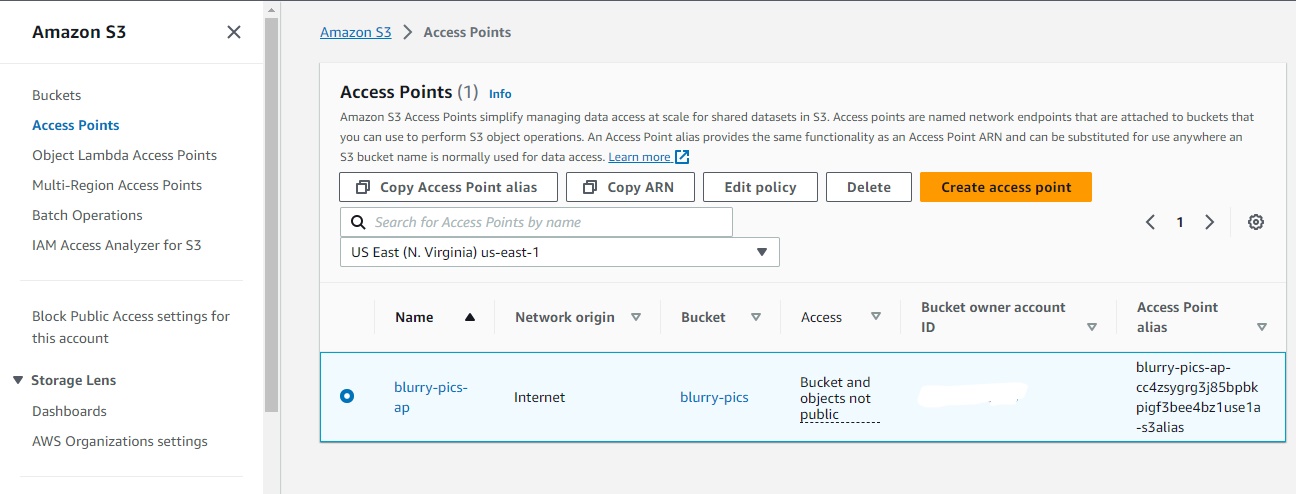 Amazon S3
Buckets
Access Points
Object Lambda Access Points
Multi-Region Access Points
Batch Operations
IAM Access Analyzer for S3
Block Public Access settings for
this account
Storage Lens
Dashboards
AWS Organizations settings
Amazon S3 > Access Points
Access Points (1) Info
Amazon S3 Access Points simplify managing data access at scale for shared datasets in S3. Access points are named network endpoints that are attached to buckets that
you can use to perform S3 object operations. An Access Point alias provides the same functionality as an Access Point ARN and can be substituted for use anywhere an
S3 bucket name is normally used for data access. Learn more
Copy Access Point alias Copy ARN Edit policy Delete Create access point
Search for Access Points by name
1
US East (N. Virginia) us-east-1
Name Network origin Bucket Access Bucket owner account
ID
Access Point
alias
blurry-pics-
ap
Internet
blurry-pics
Bucket and
objects not
public
blurry-pics-ap-
cc4zsygrg3j85bpbk
pigf3bee4bz1use1a
-s3alias